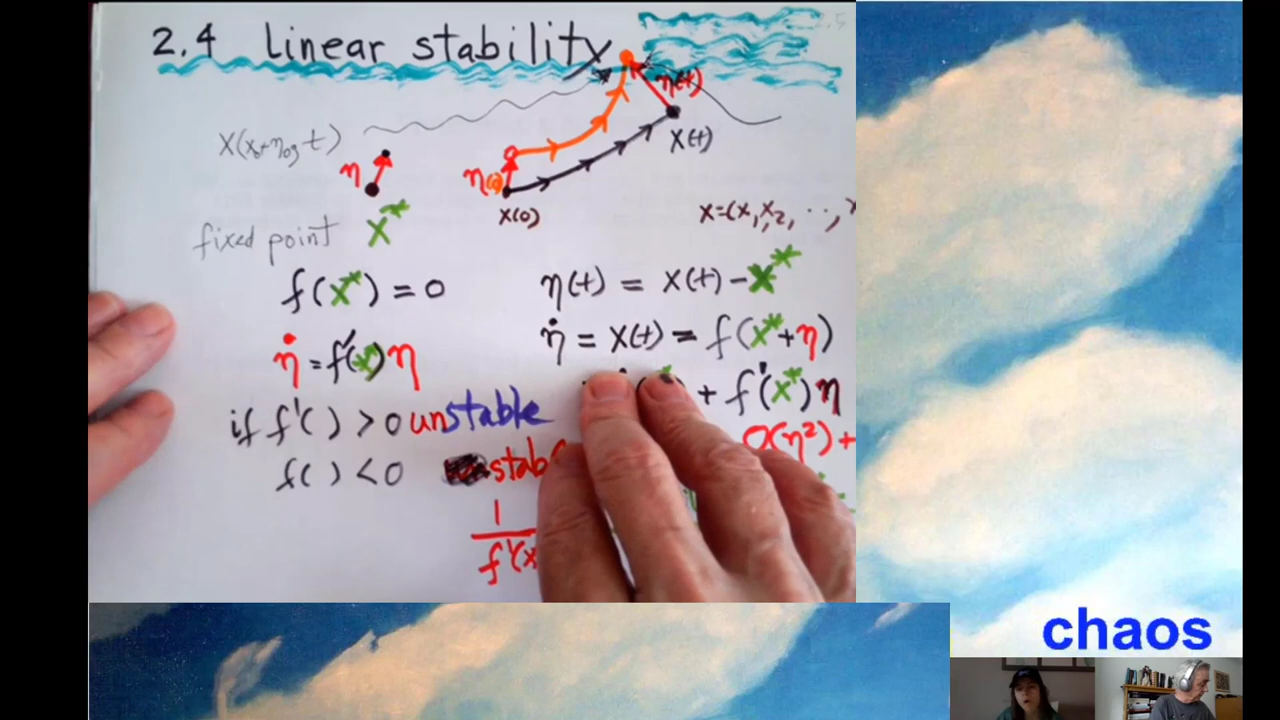 2.4 Linear stability
η(t)
X(x₀+η₀, t)
η
X(t)
η(0)
X(0)
X=(X₁, X₂, ··,
fixed point X*
f(X*) = 0
η(t) = X(t) - X*
η̇ = X(t) = f(X*+η)
η̇ = f'(x)η
+ f'(X*)η
if f'( ) > 0 unstable
O(η²) +
f( ) < 0
1
f'(x
chaos